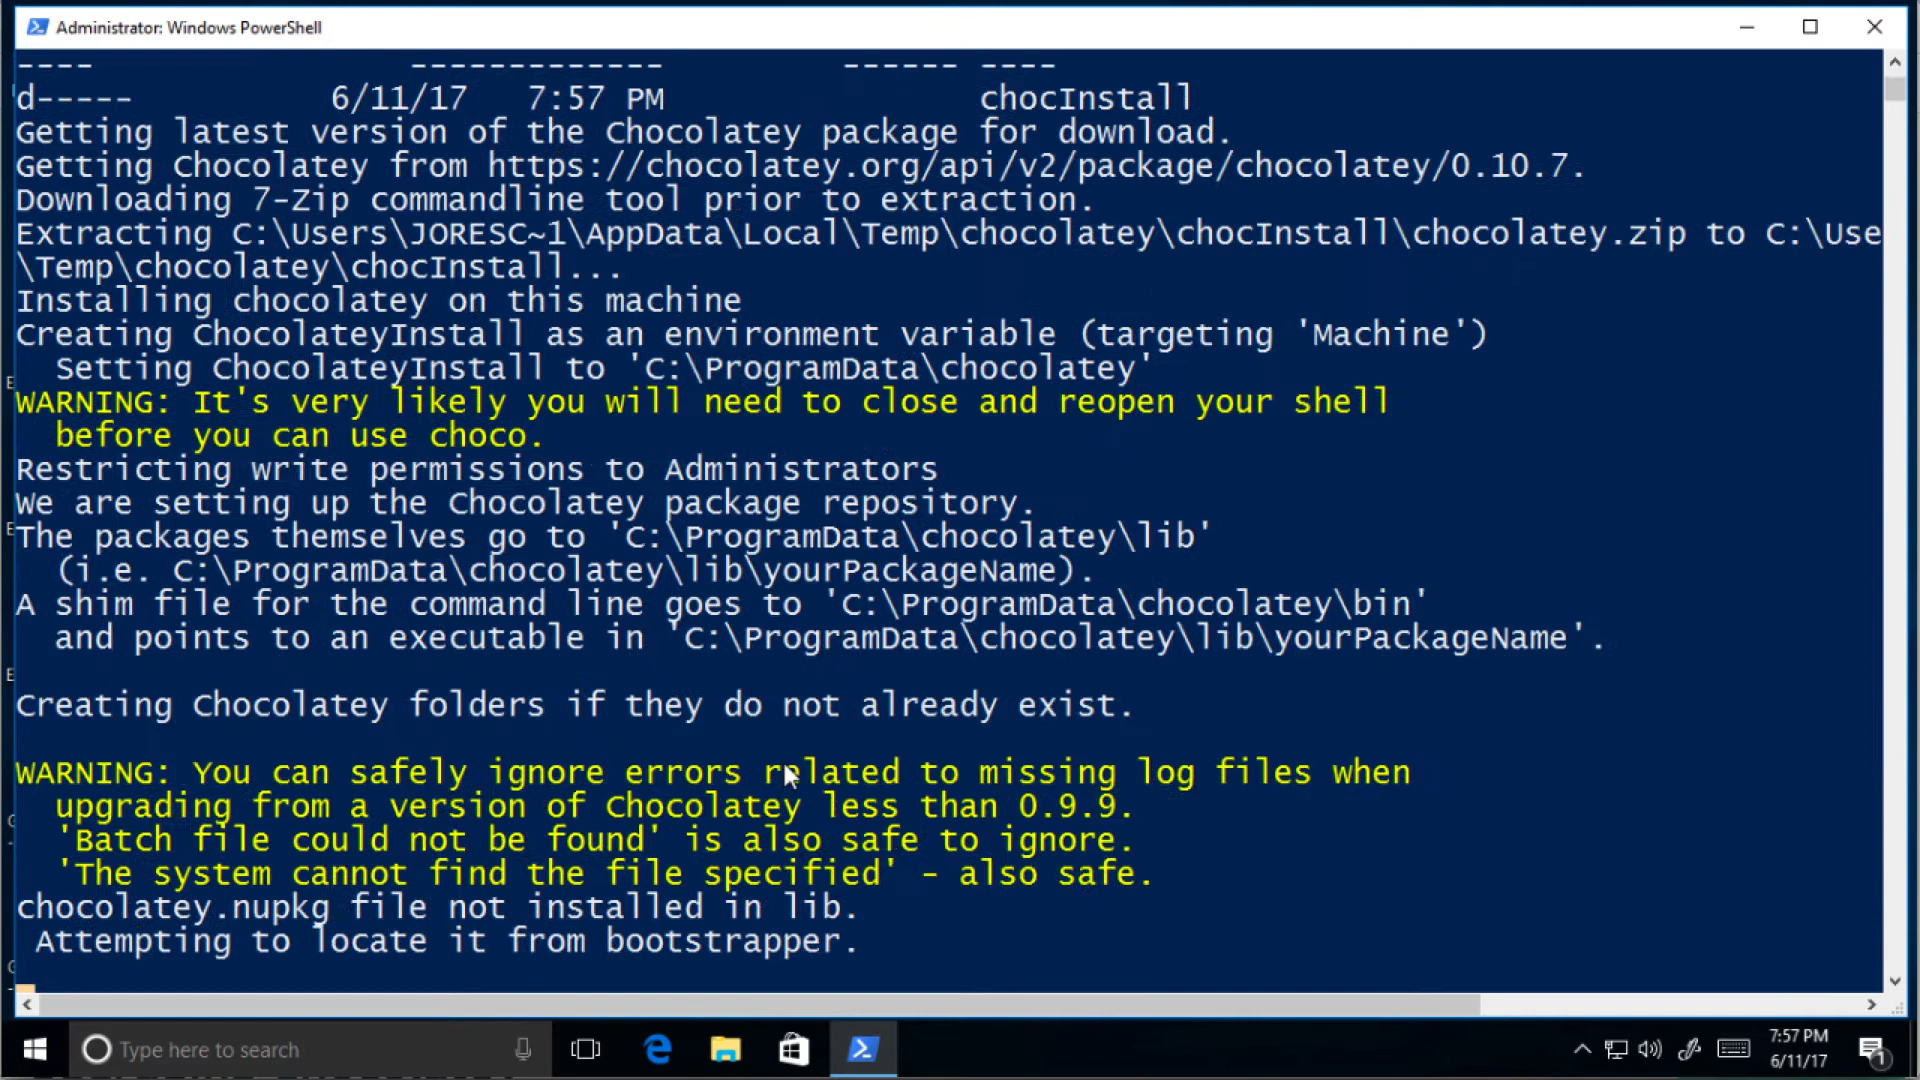 Administrator: Windows PowerShell
---- ------------- ------ ----
d----- 6/11/17 7:57 PM chocInstall
Getting latest version of the Chocolatey package for download.
Getting Chocolatey from https://chocolatey.org/api/v2/package/chocolatey/0.10.7.
Downloading 7-Zip commandline tool prior to extraction.
Extracting C:\Users\JORESC~1\AppData\Local\Temp\chocolatey\chocInstall\chocolatey.zip to C:\Use
\Temp\chocolatey\chocInstall...
Installing chocolatey on this machine
Creating ChocolateyInstall as an environment variable (targeting 'Machine')
  Setting ChocolateyInstall to 'C:\ProgramData\chocolatey'
WARNING: It's very likely you will need to close and reopen your shell
  before you can use choco.
Restricting write permissions to Administrators
We are setting up the Chocolatey package repository.
The packages themselves go to 'C:\ProgramData\chocolatey\lib'
  (i.e. C:\ProgramData\chocolatey\lib\yourPackageName).
A shim file for the command line goes to 'C:\ProgramData\chocolatey\bin'
  and points to an executable in 'C:\ProgramData\chocolatey\lib\yourPackageName'.
Creating Chocolatey folders if they do not already exist.
WARNING: You can safely ignore errors related to missing log files when
  upgrading from a version of Chocolatey less than 0.9.9.
  'Batch file could not be found' is also safe to ignore.
  'The system cannot find the file specified' - also safe.
chocolatey.nupkg file not installed in lib.
 Attempting to locate it from bootstrapper.
Type here to search
7:57 PM
6/11/17
1